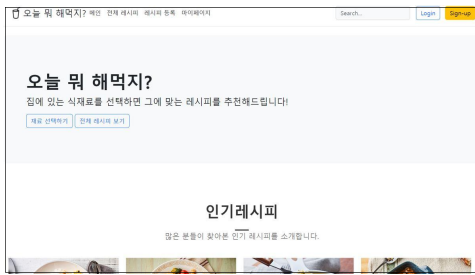 오늘 뭐 해먹지? 메인 전체 레시피 레시피 등록 마이페이지 Search... Login Sign-up
오늘 뭐 해먹지?
집에 있는 식재료를 선택하면 그에 맞는 레시피를 추천해드립니다!
재료 선택하기 전체 레시피 보기
인기레시피
많은 분들이 찾아본 인기 레시피를 소개합니다.